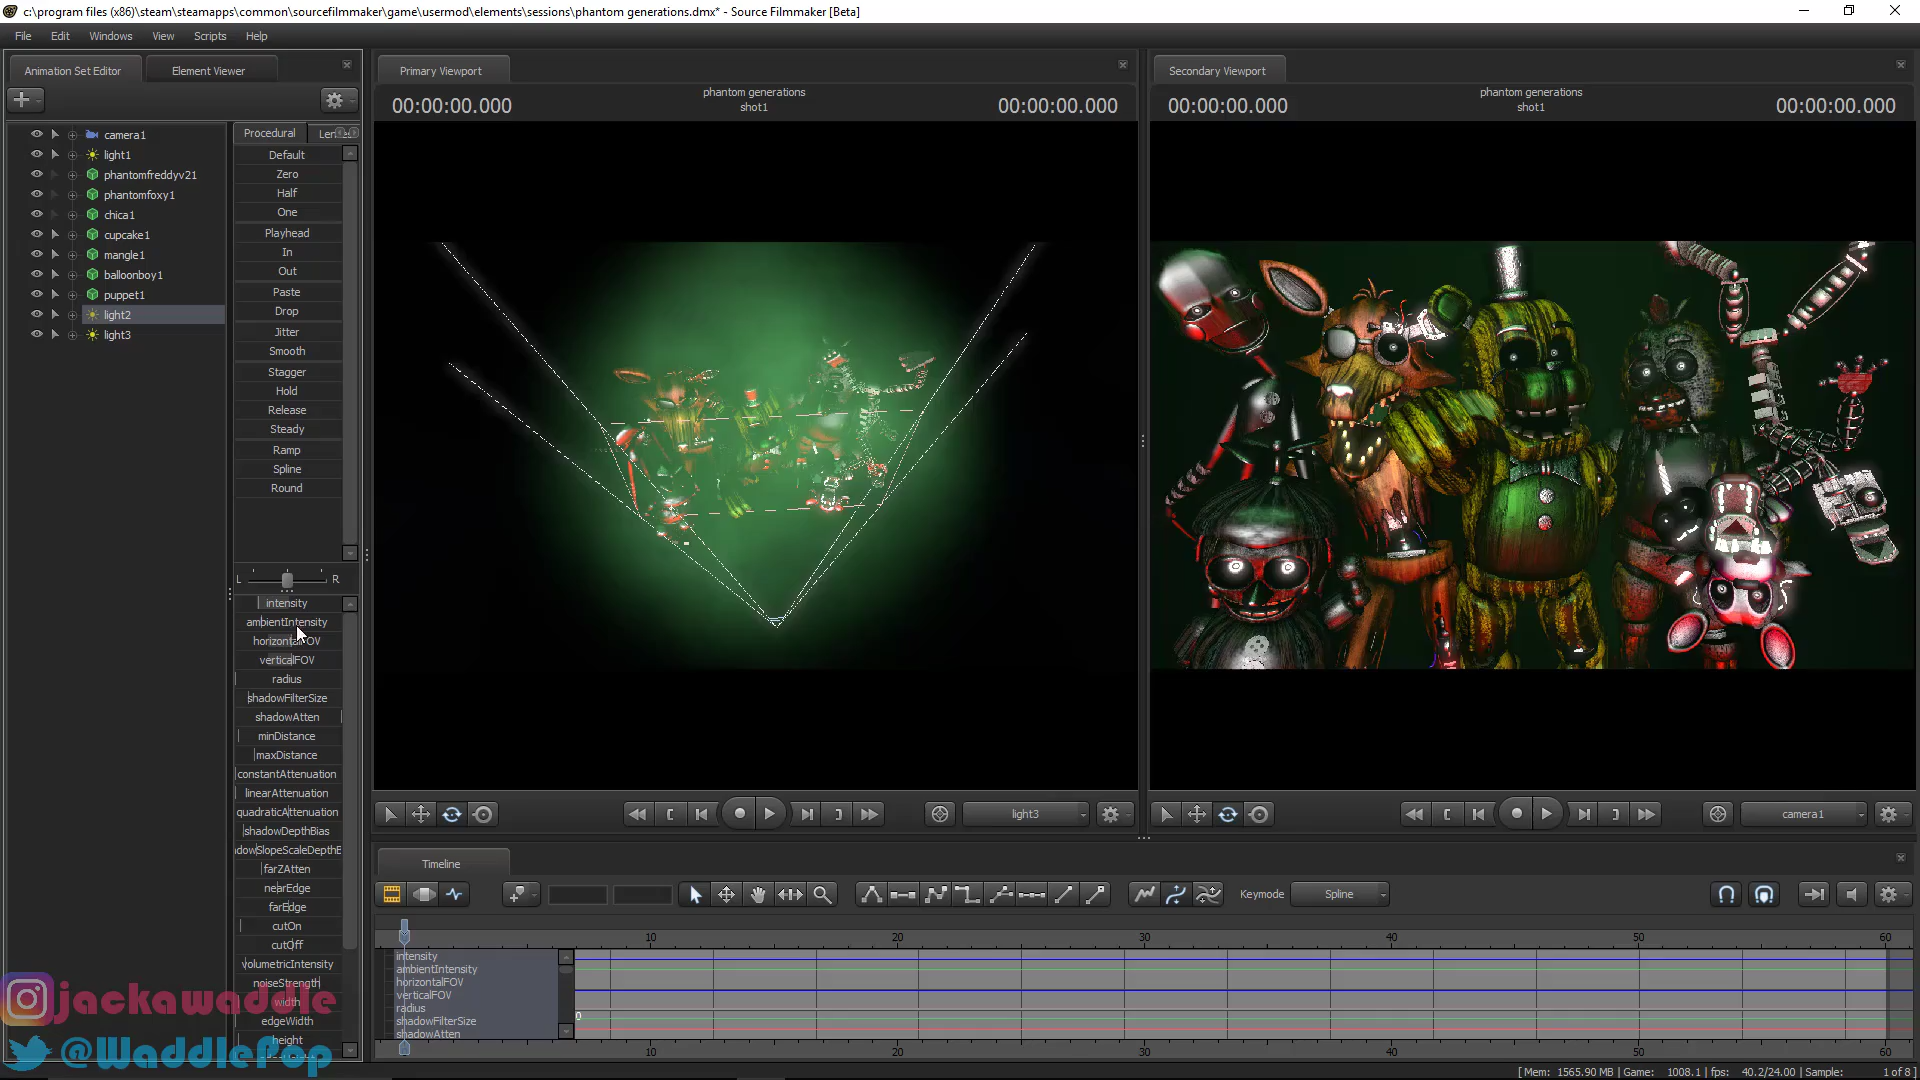 c:\program files (x86)\steam\steamapps\common\sourcefilmmaker\game\usermod\elements\sessions\phantom generations.dmx* - Source Filmmaker [Beta]
File Edit Windows View Scripts Help
Animation Set Editor
Element Viewer
camera1
light1
phantomfreddyv21
phantomfoxy1
chica1
cupcake1
mangle1
balloonboy1
puppet1
light2
light3
Procedural
Default
Zero
Half
One
Playhead
In
Out
Paste
Drop
Jitter
Smooth
Stagger
Hold
Release
Steady
Ramp
Spline
Round
L R
intensity
ambientIntensity
horizontalFOV
verticalFOV
radius
shadowFilterSize
shadowAtten
minDistance
maxDistance
constantAttenuation
linearAttenuation
quadraticAttenuation
shadowDepthBias
dowSlopeScaleDepthB
farZAtten
nearEdge
farEdge
cutOn
cutOff
volumetricIntensity
noiseStrength
width
edgeWidth
height
jackawaddle
@WaddlePop
Primary Viewport
00:00:00.000
phantom generations
shot1
00:00:00.000
light3
Secondary Viewport
00:00:00.000
phantom generations
shot1
00:00:00.000
camera1
Timeline
Keymode
Spline
10 20 30 40 50 60
intensity
ambientIntensity
horizontalFOV
verticalFOV
radius
shadowFilterSize
shadowAtten
0
10 20 30 40 50 60
[ Mem: 1565.90 MB | Game: 1008.1 | fps: 40.2/24.00 | Sample: 1 of 8 ]